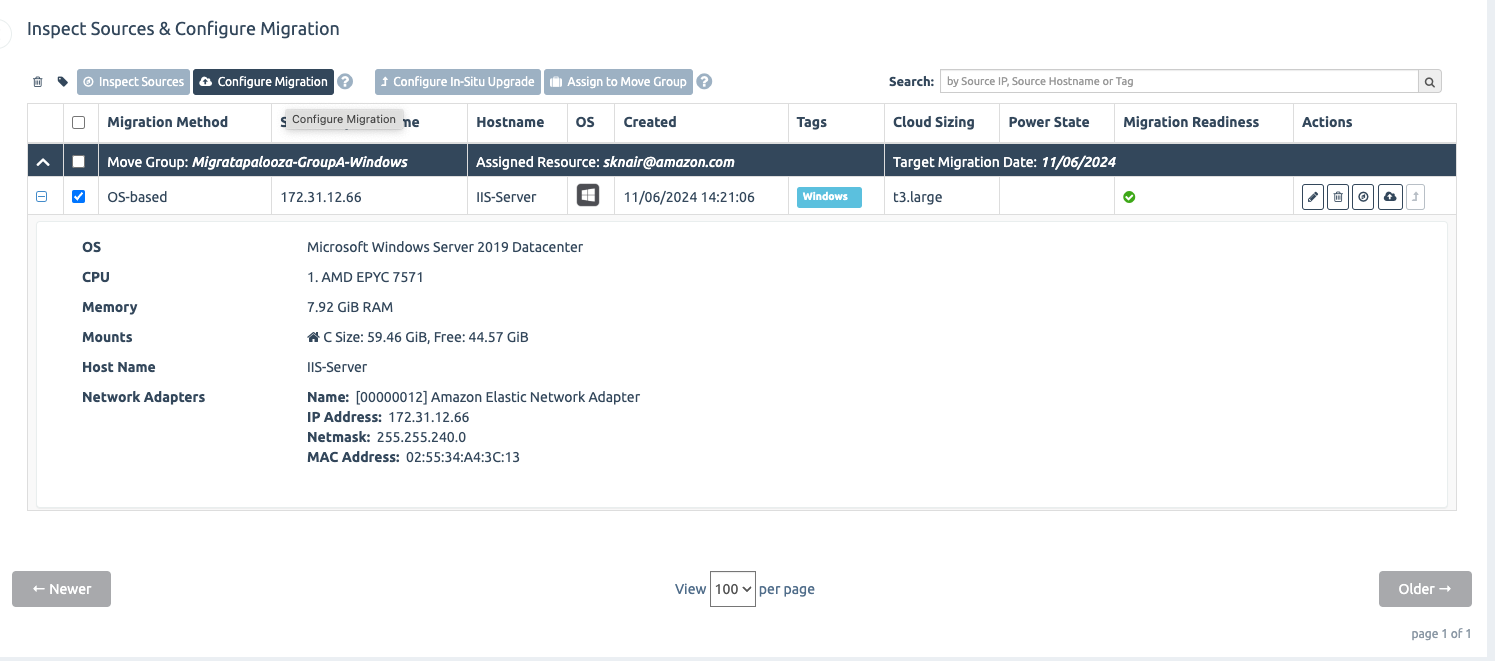 Inspect Sources & Configure Migration
Inspect Sources Configure Migration ? Configure In-Situ Upgrade Assign to Move Group ? Search: by Source IP, Source Hostname or Tag
Configure Migration
Migration Method Hostname OS Created Tags Cloud Sizing Power State Migration Readiness Actions
Move Group: Migratapalooza-GroupA-Windows Assigned Resource: sknair@amazon.com Target Migration Date: 11/06/2024
OS-based 172.31.12.66 IIS-Server 11/06/2024 14:21:06 Windows t3.large
OS Microsoft Windows Server 2019 Datacenter
CPU 1. AMD EPYC 7571
Memory 7.92 GiB RAM
Mounts C Size: 59.46 GiB, Free: 44.57 GiB
Host Name IIS-Server
Network Adapters Name: [00000012] Amazon Elastic Network Adapter
IP Address: 172.31.12.66
Netmask: 255.255.240.0
MAC Address: 02:55:34:A4:3C:13
← Newer View 100 per page Older →
page 1 of 1